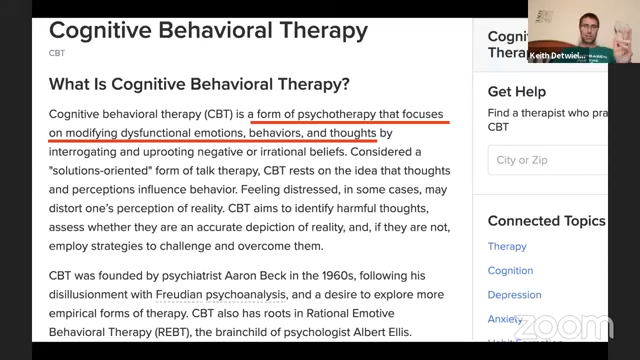 Cognitive Behavioral Therapy
CBT
What Is Cognitive Behavioral Therapy?
Cognitive behavioral therapy (CBT) is a form of psychotherapy that focuses
on modifying dysfunctional emotions, behaviors, and thoughts by
interrogating and uprooting negative or irrational beliefs. Considered a
"solutions-oriented" form of talk therapy, CBT rests on the idea that thoughts
and perceptions influence behavior. Feeling distressed, in some cases, may
distort one’s perception of reality. CBT aims to identify harmful thoughts,
assess whether they are an accurate depiction of reality, and, if they are not,
employ strategies to challenge and overcome them.
CBT was founded by psychiatrist Aaron Beck in the 1960s, following his
disillusionment with Freudian psychoanalysis, and a desire to explore more
empirical forms of therapy. CBT also has roots in Rational Emotive
Behavioral Therapy (REBT), the brainchild of psychologist Albert Ellis.
Cogni
Thera
Keith Detwiel...
Get Help
Find a therapist who pra
CBT
City or Zip
Connected Topics
Therapy
Cognition
Depression
Anxiety
zoom